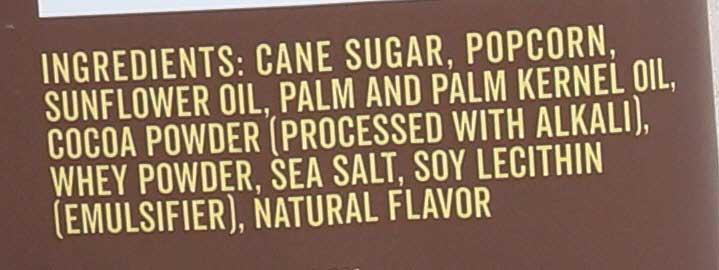 INGREDIENTS: CANE SUGAR, POPCORN,
SUNFLOWER OIL, PALM AND PALM KERNEL OIL,
COCOA POWDER (PROCESSED WITH ALKALI),
WHEY POWDER, SEA SALT, SOY LECITHIN
(EMULSIFIER), NATURAL FLAVOR